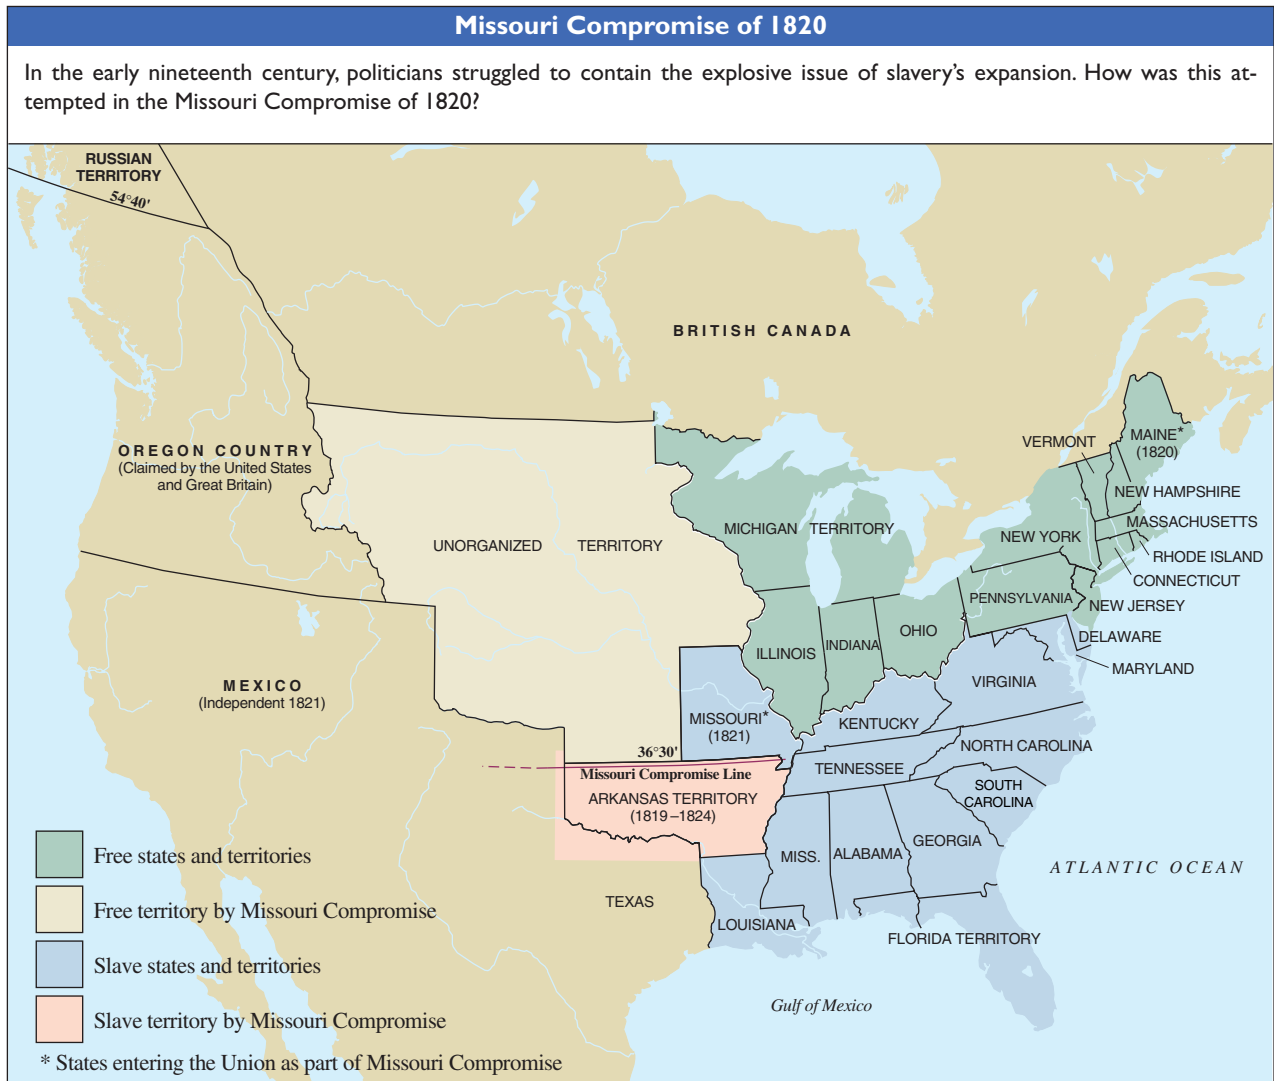 Missouri Compromise of 1820
In the early nineteenth century, politicians struggled to contain the explosive issue of slavery's expansion. How was this at-
tempted in the Missouri Compromise of 1820?
RUSSIAN
TERRITORY
54°40'
BRITISH CANADA
OREGON COUNTRY
(Claimed by the United States
and Great Britain)
VERMONT
MAINE*
(1820)
NEW HAMPSHIRE
MASSACHUSETTS
RHODE ISLAND
CONNECTICUT
NEW YORK
MICHIGAN TERRITORY
UNORGANIZED TERRITORY
PENNSYLVANIA
NEW JERSEY
DELAWARE
MARYLAND
OHIO
INDIANA
ILLINOIS
MEXICO
(Independent 1821)
VIRGINIA
MISSOURI*
(1821)
KENTUCKY
36°30'
NORTH CAROLINA
TENNESSEE
Missouri Compromise Line
ARKANSAS TERRITORY
(1819–1824)
SOUTH
CAROLINA
GEORGIA
MISS.
ALABAMA
ATLANTIC OCEAN
TEXAS
LOUISIANA
FLORIDA TERRITORY
Gulf of Mexico
Free states and territories
Free territory by Missouri Compromise
Slave states and territories
Slave territory by Missouri Compromise
* States entering the Union as part of Missouri Compromise